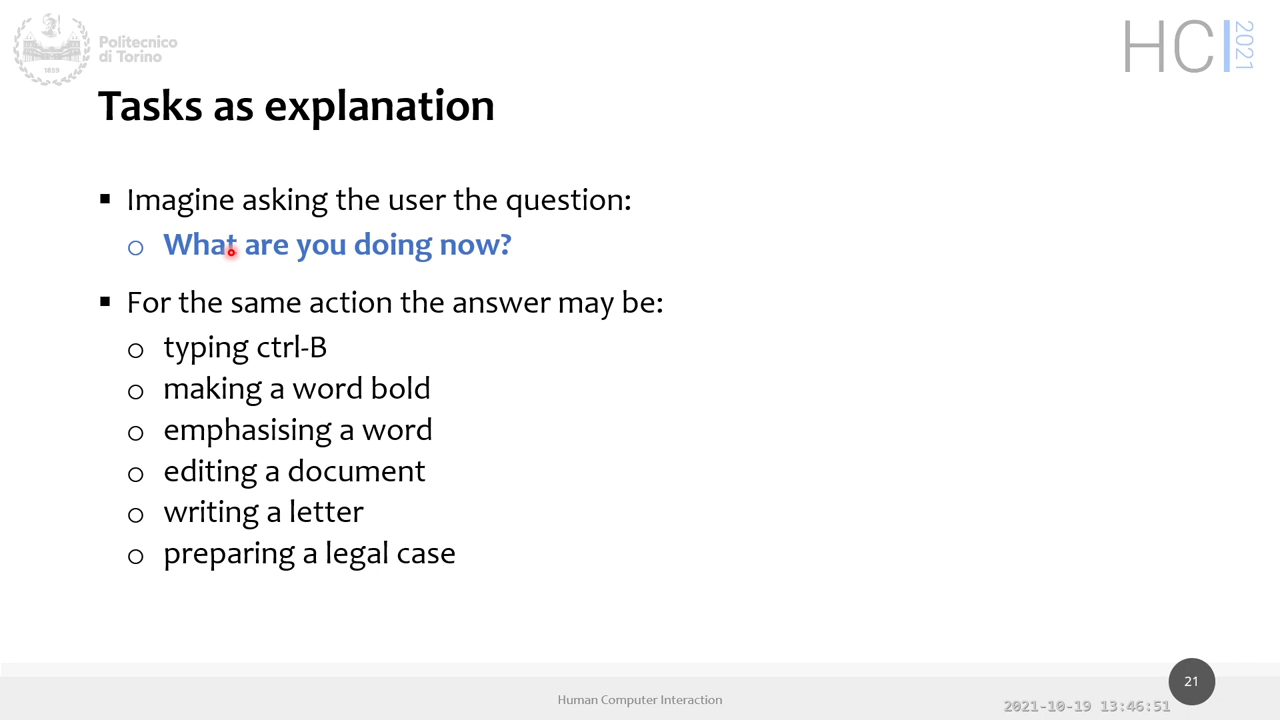 Politecnico
di Torino
1859
HCI 2021
Tasks as explanation
▪ Imagine asking the user the question:
o What are you doing now?
▪ For the same action the answer may be:
o typing ctrl-B
o making a word bold
o emphasising a word
o editing a document
o writing a letter
o preparing a legal case
21
Human Computer Interaction
2021-10-19 13:46:51